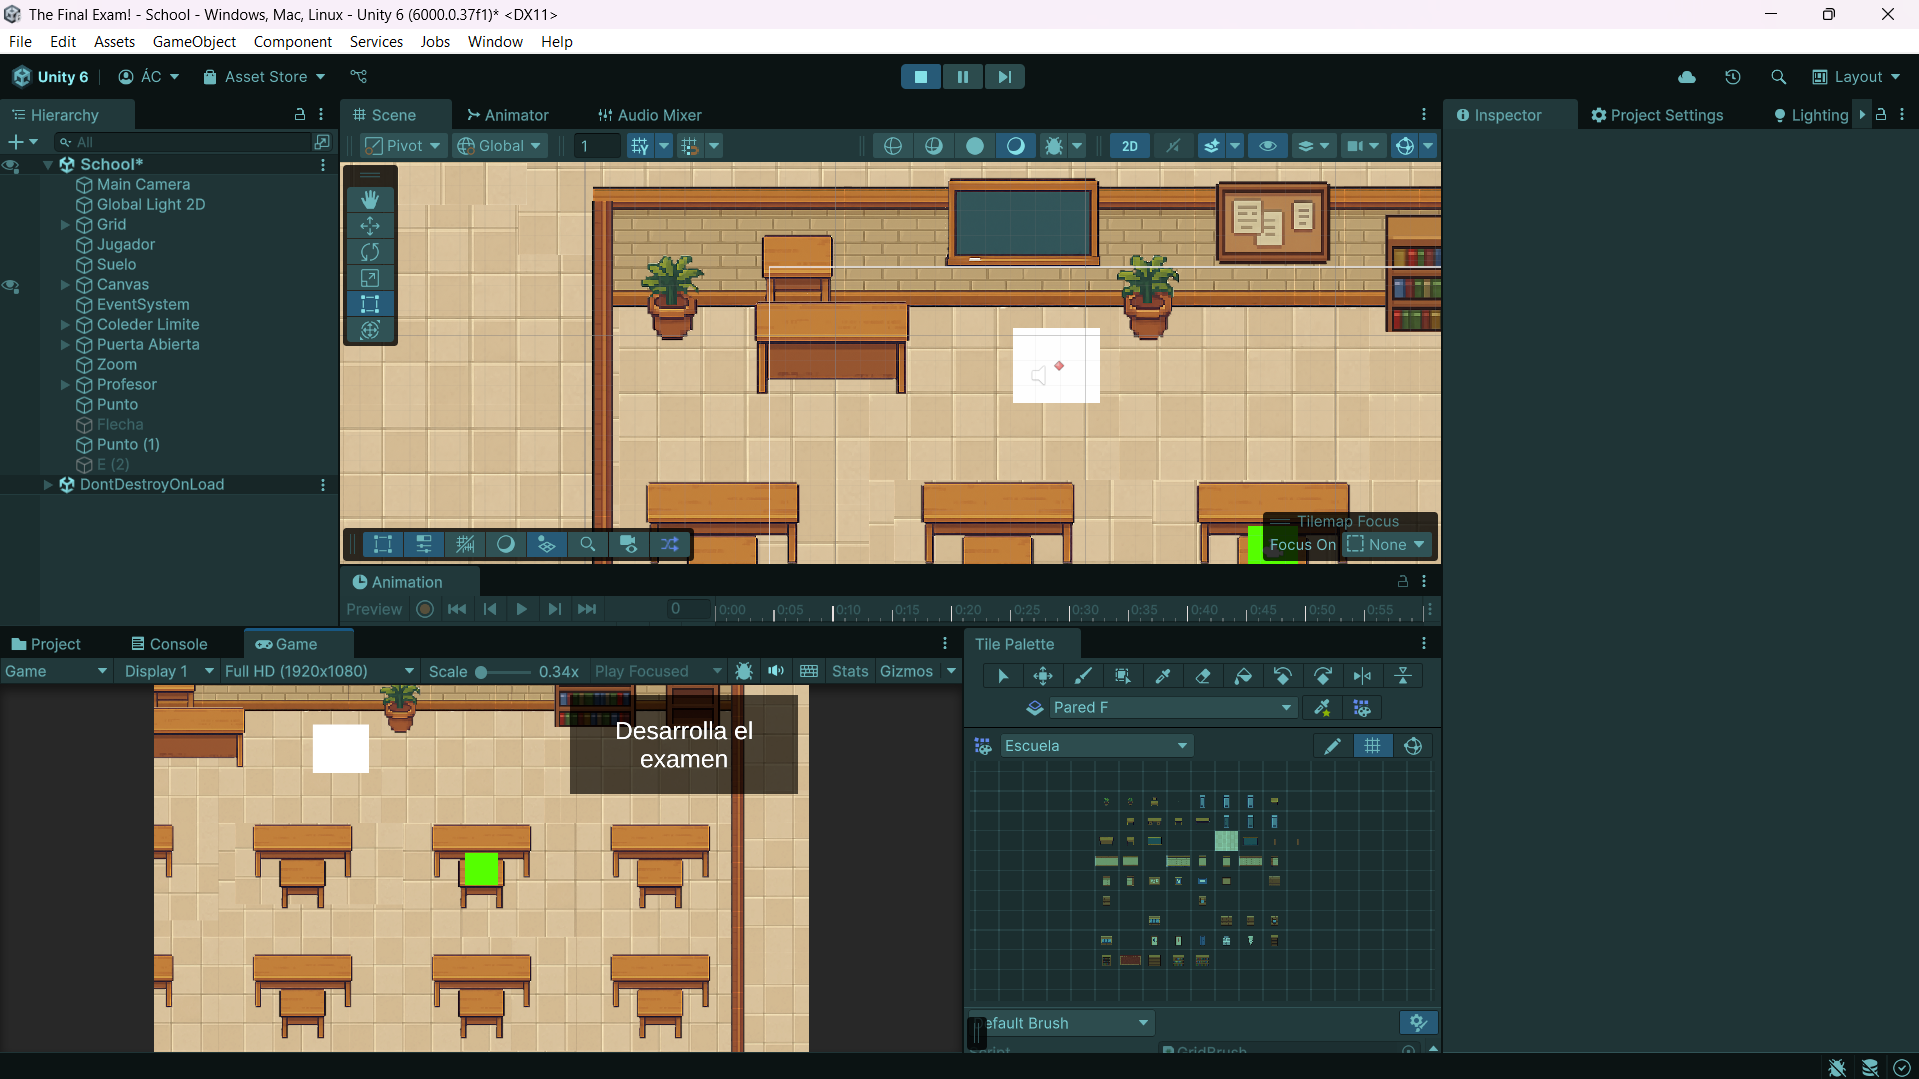 The Final Exam! - School - Windows, Mac, Linux - Unity 6 (6000.0.37f1)* <DX11>
File Edit Assets GameObject Component Services Jobs Window Help
Unity 6 ÁC Asset Store Layout
Hierarchy
All
School*
Main Camera
Global Light 2D
Grid
Jugador
Suelo
Canvas
EventSystem
Coleder Limite
Puerta Abierta
Zoom
Profesor
Punto
Flecha
Punto (1)
E (2)
DontDestroyOnLoad
Scene Animator Audio Mixer
Pivot Global 1 2D
Tilemap Focus
Focus On None
Inspector Project Settings Lighting
Animation
Preview 0 0:00 0:05 0:10 0:15 0:20 0:25 0:30 0:35 0:40 0:45 0:50 0:55
Project Console Game
Game Display 1 Full HD (1920x1080) Scale 0.34x Play Focused Stats Gizmos
Desarrolla el
examen
Tile Palette
Pared F
Escuela
efault Brush